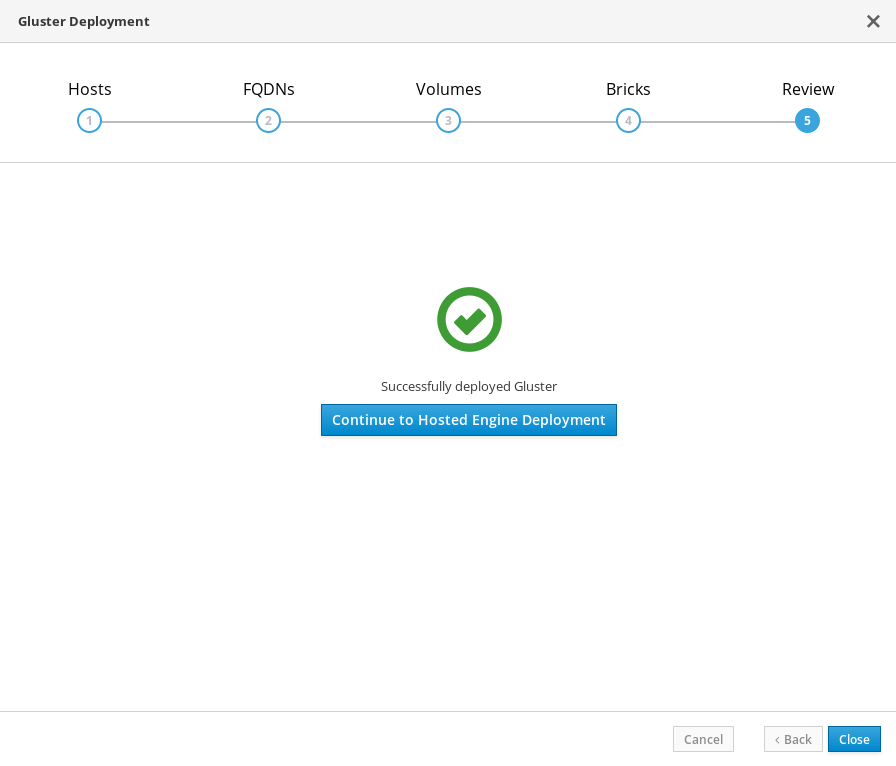 Gluster Deployment
Hosts FQDNs Volumes Bricks Review
1 2 3 4 5
Successfully deployed Gluster
Continue to Hosted Engine Deployment
Cancel Back Close